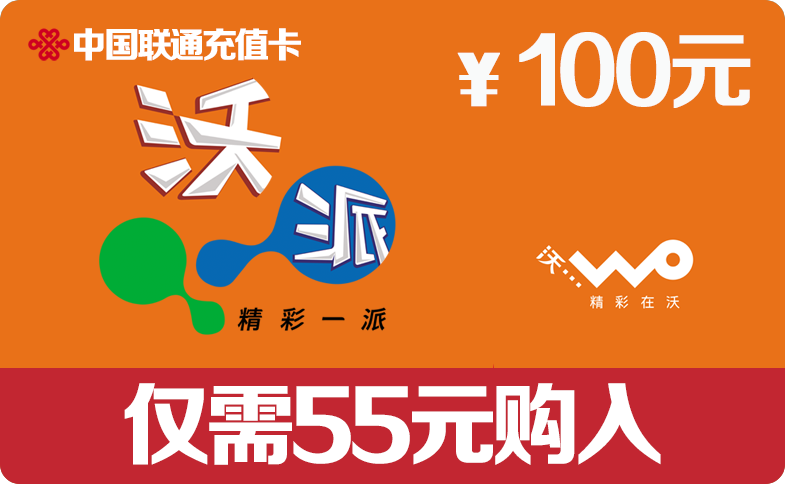 中国联通充值卡
¥ 100元
沃
派
精彩一派
沃...wo
精彩在沃
仅需55元购入